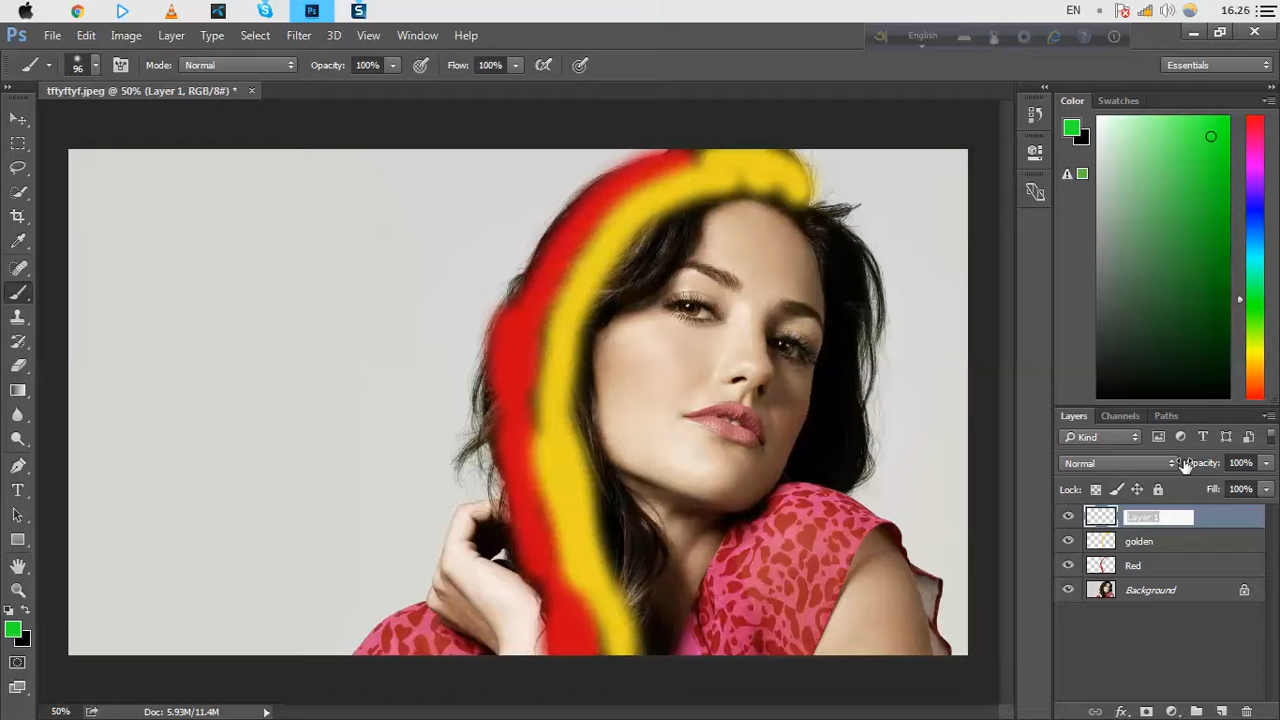 EN 16.26
Ps File Edit Image Layer Type Select Filter 3D View Window Help
English
96 Mode: Normal Opacity: 100% Flow: 100% Essentials
tftyftyf.jpeg @ 50% (Layer 1, RGB/8#) * ×
Color Swatches
Layers Channels Paths
Kind
Normal Opacity: 100%
Lock: Fill: 100%
Layer 1
golden
Red
Background
50% Doc: 5.93M/11.4M